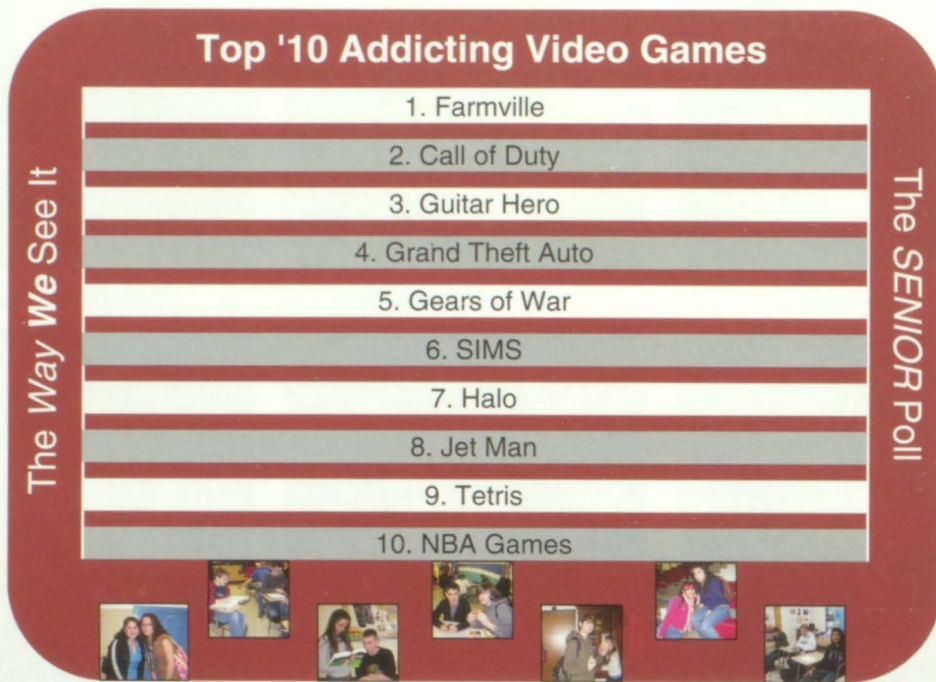 Top '10 Addicting Video Games
The Way We See It
1. Farmville
2. Call of Duty
3. Guitar Hero
4. Grand Theft Auto
5. Gears of War
6. SIMS
7. Halo
8. Jet Man
9. Tetris
10. NBA Games
The SENIOR Poll